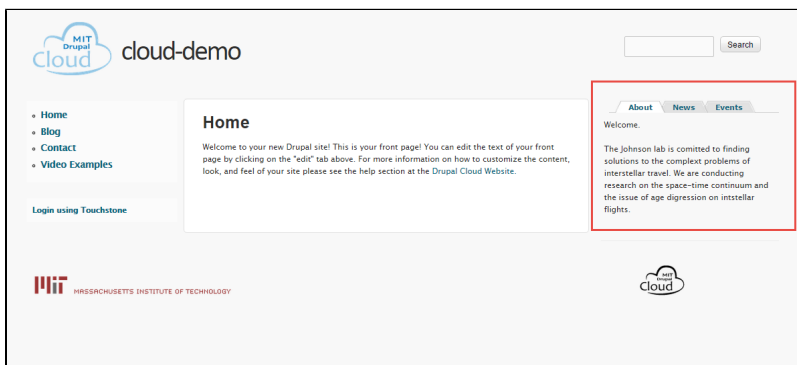 MIT
Drupal
Cloud
cloud-demo
Search
Home
Blog
Contact
Video Examples
Login using Touchstone
Home
Welcome to your new Drupal site! This is your front page! You can edit the text of your front
page by clicking on the "edit" tab above. For more information on how to customize the content,
look, and feel of your site please see the help section at the Drupal Cloud Website.
About News Events
Welcome.
The Johnson lab is comitted to finding
solutions to the complext problems of
interstellar travel. We are conducting
research on the space-time continuum and
the issue of age digression on intstellar
flights.
MIT MASSACHUSETTS INSTITUTE OF TECHNOLOGY
MIT
Drupal
Cloud